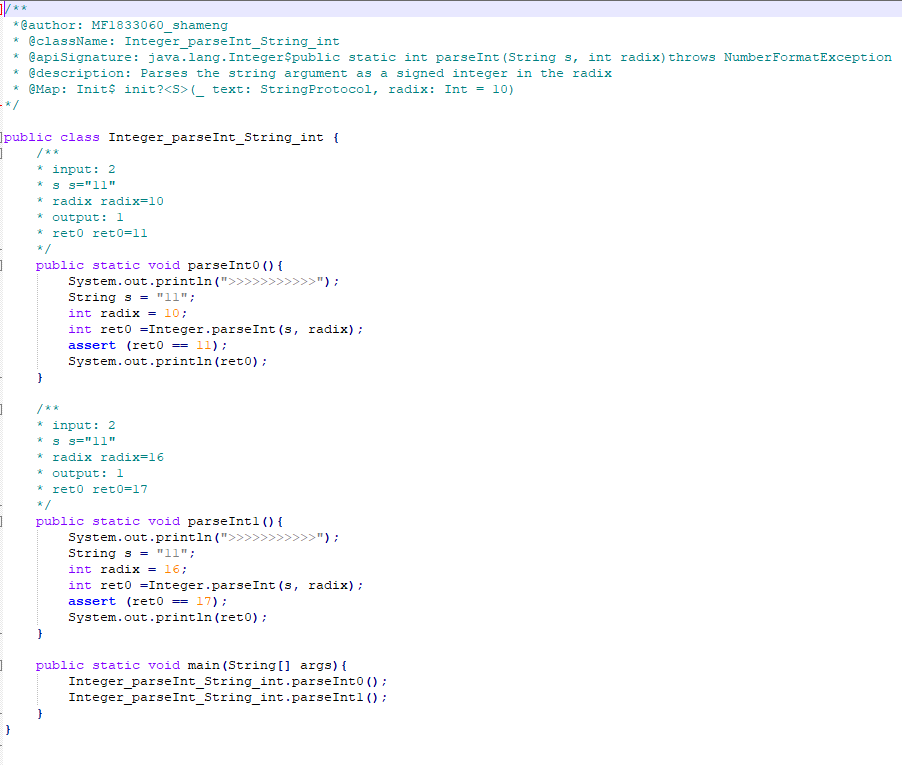 /**
 *@author: MF1833060_shameng
 * @className: Integer_parseInt_String_int
 * @apiSignature: java.lang.Integer$public static int parseInt(String s, int radix)throws NumberFormatException
 * @description: Parses the string argument as a signed integer in the radix
 * @Map: Init$ init?<S>(_ text: StringProtocol, radix: Int = 10)
*/
public class Integer_parseInt_String_int {
    /**
    * input: 2
    * s s="11"
    * radix radix=10
    * output: 1
    * ret0 ret0=11
    */
    public static void parseInt0(){
        System.out.println(">>>>>>>>>>>");
        String s = "11";
        int radix = 10;
        int ret0 =Integer.parseInt(s, radix);
        assert (ret0 == 11);
        System.out.println(ret0);
    }
    /**
    * input: 2
    * s s="11"
    * radix radix=16
    * output: 1
    * ret0 ret0=17
    */
    public static void parseInt1(){
        System.out.println(">>>>>>>>>>>");
        String s = "11";
        int radix = 16;
        int ret0 =Integer.parseInt(s, radix);
        assert (ret0 == 17);
        System.out.println(ret0);
    }
    public static void main(String[] args){
        Integer_parseInt_String_int.parseInt0();
        Integer_parseInt_String_int.parseInt1();
    }
}